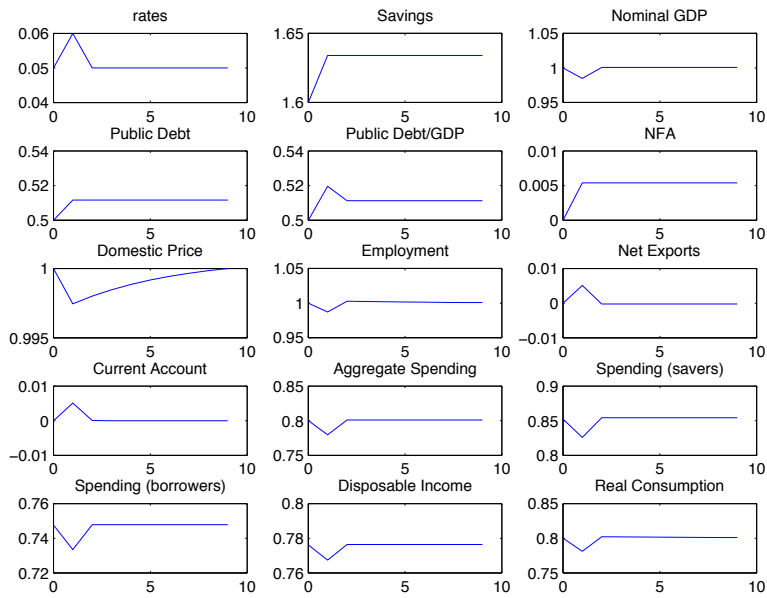 rates Savings Nominal GDP
0.06 1.65 1.05
0.05 1
0.04 1.6 0.95
0 5 10 0 5 10 0 5 10
Public Debt Public Debt/GDP NFA
0.54 0.54 0.01
0.52 0.52 0.005
0.5 0.5 0
0 5 10 0 5 10 0 5 10
Domestic Price Employment Net Exports
1 1.05 0.01
1 0
0.995 0.95 −0.01
0 5 10 0 5 10 0 5 10
Current Account Aggregate Spending Spending (savers)
0.01 0.85 0.9
0 0.8 0.85
−0.01 0.75 0.8
0 5 10 0 5 10 0 5 10
Spending (borrowers) Disposable Income Real Consumption
0.76 0.8 0.85
0.74 0.78 0.8
0.72 0.76 0.75
0 5 10 0 5 10 0 5 10